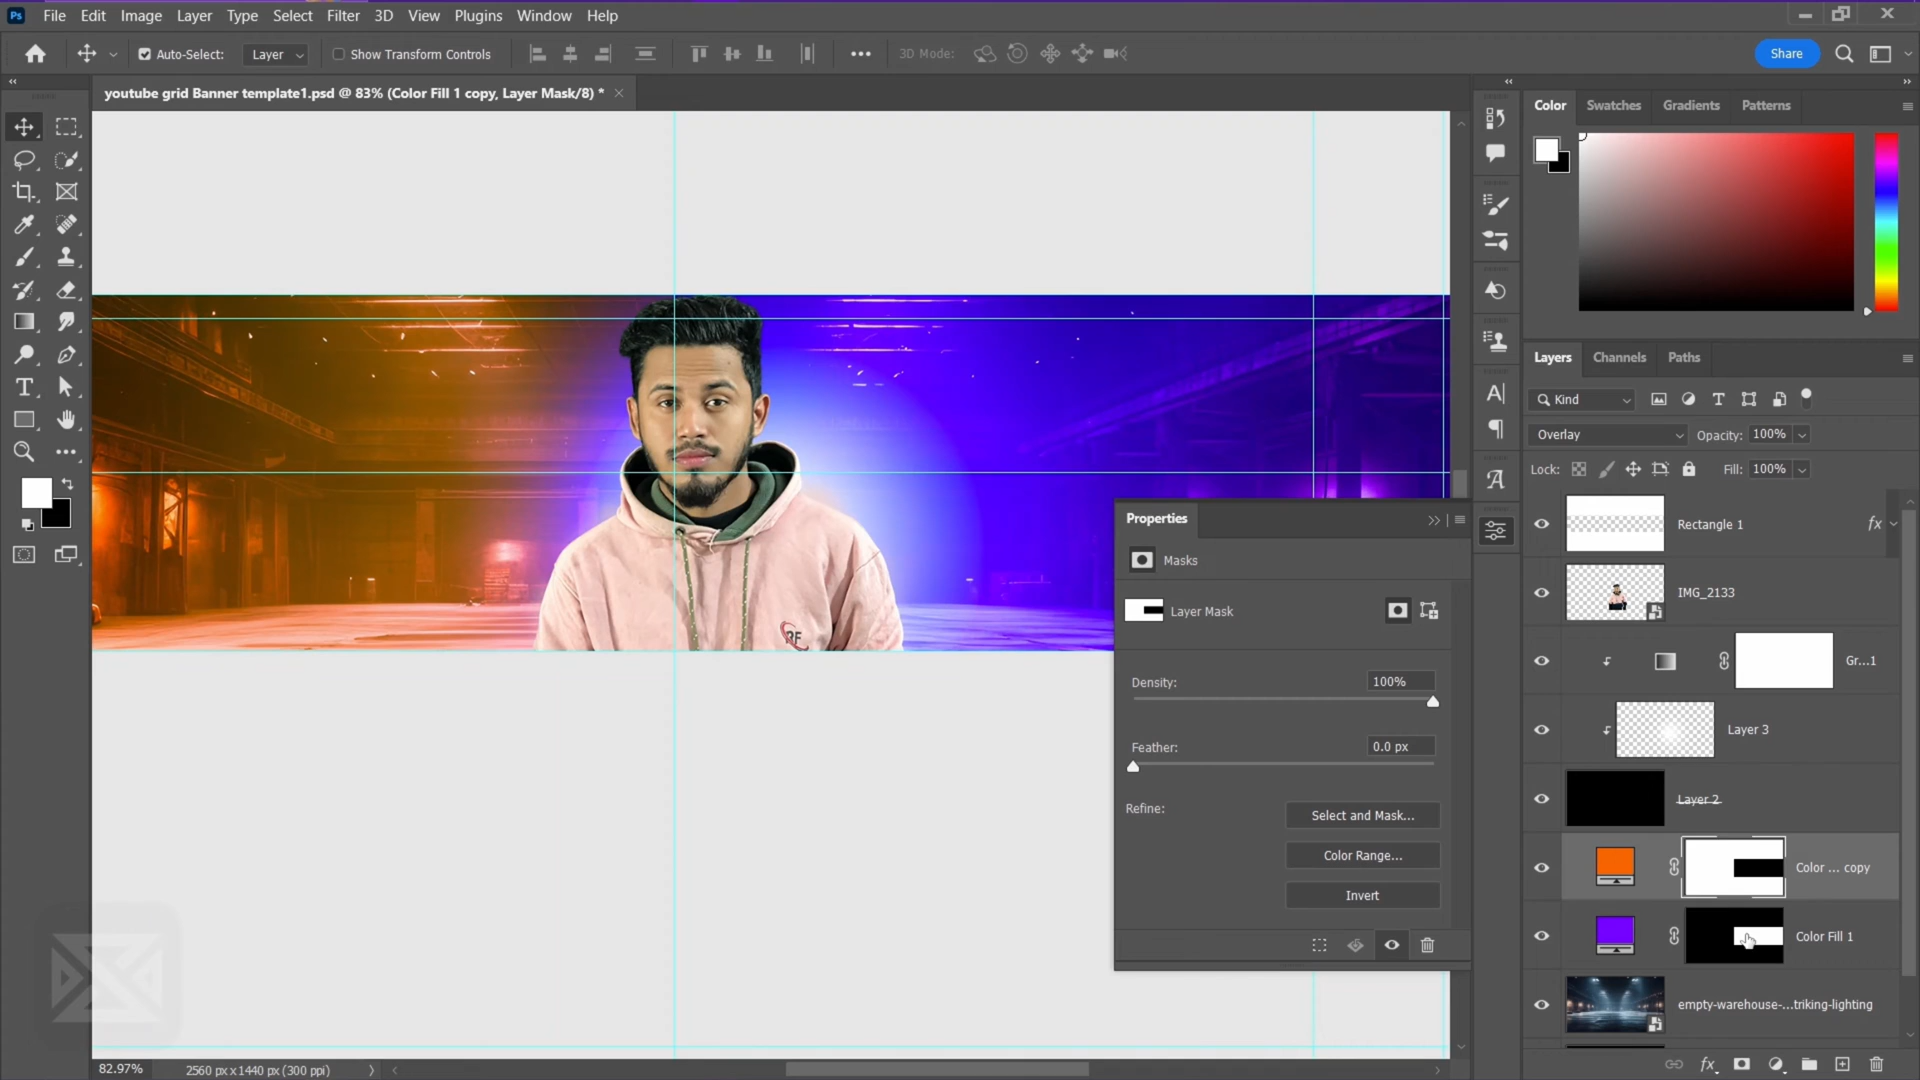 Ps File Edit Image Layer Type Select Filter 3D View Plugins Window Help
Auto-Select: Layer Show Transform Controls 3D Mode: Share
youtube grid Banner template1.psd @ 83% (Color Fill 1 copy, Layer Mask/8) *
Color Swatches Gradients Patterns
Layers Channels Paths
Kind
Overlay Opacity: 100%
Lock: Fill: 100%
Rectangle 1 fx
IMG_2133
Gr...1
Layer 3
Layer 2
Color ... copy
Color Fill 1
empty-warehouse-...triking-lighting
Properties
Masks
Layer Mask
Density: 100%
Feather: 0.0 px
Refine: Select and Mask...
Color Range...
Invert
RF
82.97% 2560 px x 1440 px (300 ppi)
fx